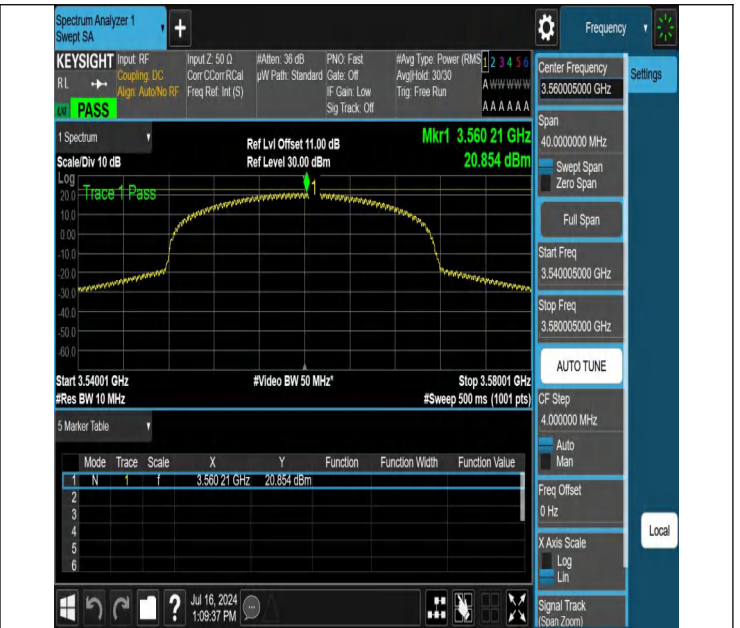 Spectrum Analyzer 1
Swept SA
+
Frequency
KEYSIGHT
RL
PASS
Input: RF
Coupling: DC
Align: Auto/No RF
Input Z: 50 Ω
Corr CCorr RCal
Freq Ref: Int (S)
#Atten: 36 dB
µW Path: Standard
PNO: Fast
Gate: Off
IF Gain: Low
Sig Track: Off
#Avg Type: Power (RMS
Avg|Hold: 30/30
Trig: Free Run
1 2 3 4 5 6
A W W W W W
A A A A A A
Center Frequency
3.560005000 GHz
Settings
1 Spectrum
Scale/Div 10 dB
Ref Lvl Offset 11.00 dB
Ref Level 30.00 dBm
Mkr1 3.560 21 GHz
20.854 dBm
Span
40.0000000 MHz
Swept Span
Zero Span
Full Span
Start Freq
3.540005000 GHz
Stop Freq
3.580005000 GHz
AUTO TUNE
CF Step
4.000000 MHz
Auto
Man
Freq Offset
0 Hz
X Axis Scale
Log
Lin
Signal Track
(Span Zoom)
Local
Log
Trace 1 Pass
1
20.0
10.0
0.00
-10.0
-20.0
-30.0
-40.0
-50.0
-60.0
Start 3.54001 GHz
#Video BW 50 MHz*
Stop 3.58001 GHz
#Res BW 10 MHz
#Sweep 500 ms (1001 pts)
5 Marker Table
Mode Trace Scale X Y Function Function Width Function Value
1 N 1 f 3.560 21 GHz 20.854 dBm
2
3
4
5
6
?
Jul 16, 2024
1:09:37 PM